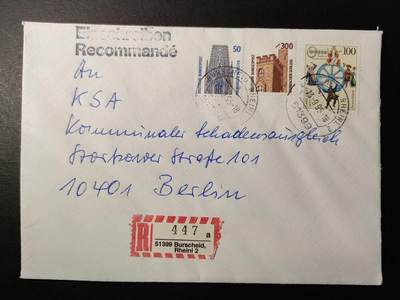 Einschreiben
Recommandé
50
300
100
An
KSA
Kommunaler Schadensausgleich
Storkower Straße 101
10401 Berlin
R
447 a
51399 Burscheid,
Rheinl 2